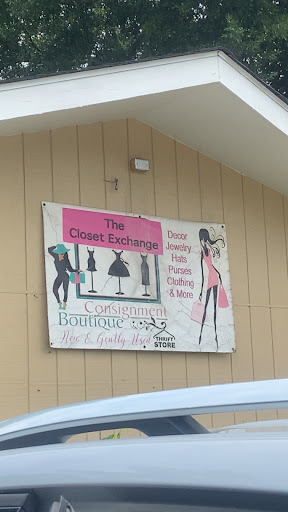 The
Closet Exchange
Decor
Jewelry
Hats
Purses
Clothing
& More
Consignment
Boutique
New & Gently Used
THRIFT
STORE